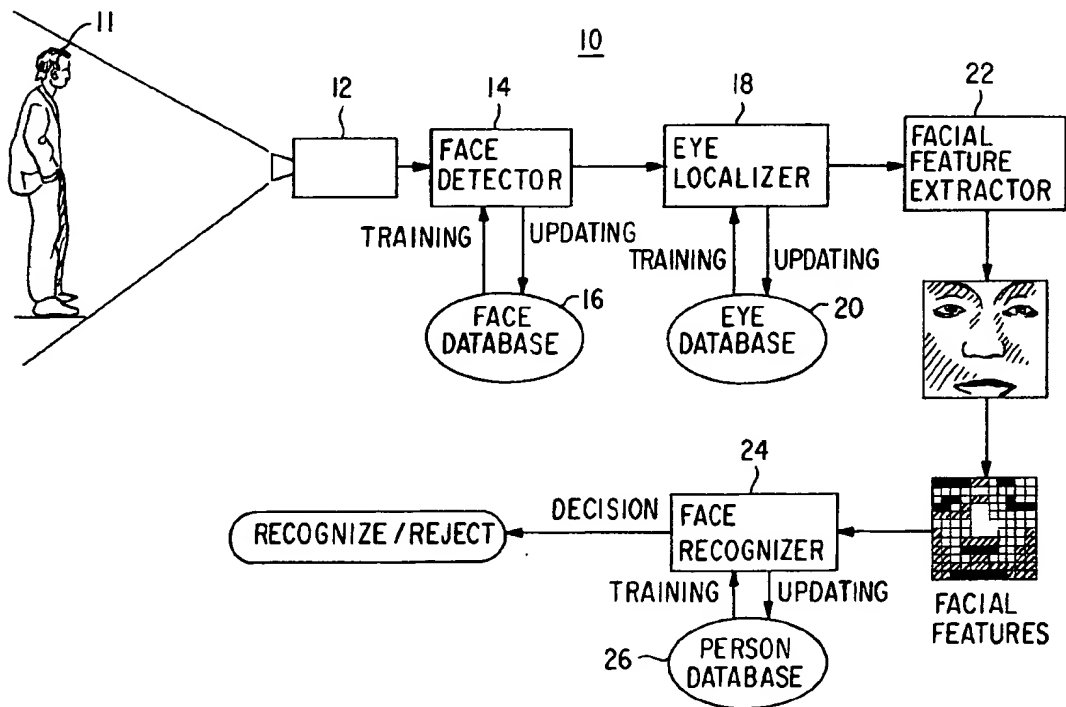 11
10
12
14
18
22
FACE
DETECTOR
EYE
LOCALIZER
FACIAL
FEATURE
EXTRACTOR
TRAINING
UPDATING
TRAINING
UPDATING
FACE
DATABASE
16
EYE
DATABASE
20
24
DECISION
RECOGNIZE/REJECT
FACE
RECOGNIZER
TRAINING
UPDATING
FACIAL
FEATURES
26
PERSON
DATABASE